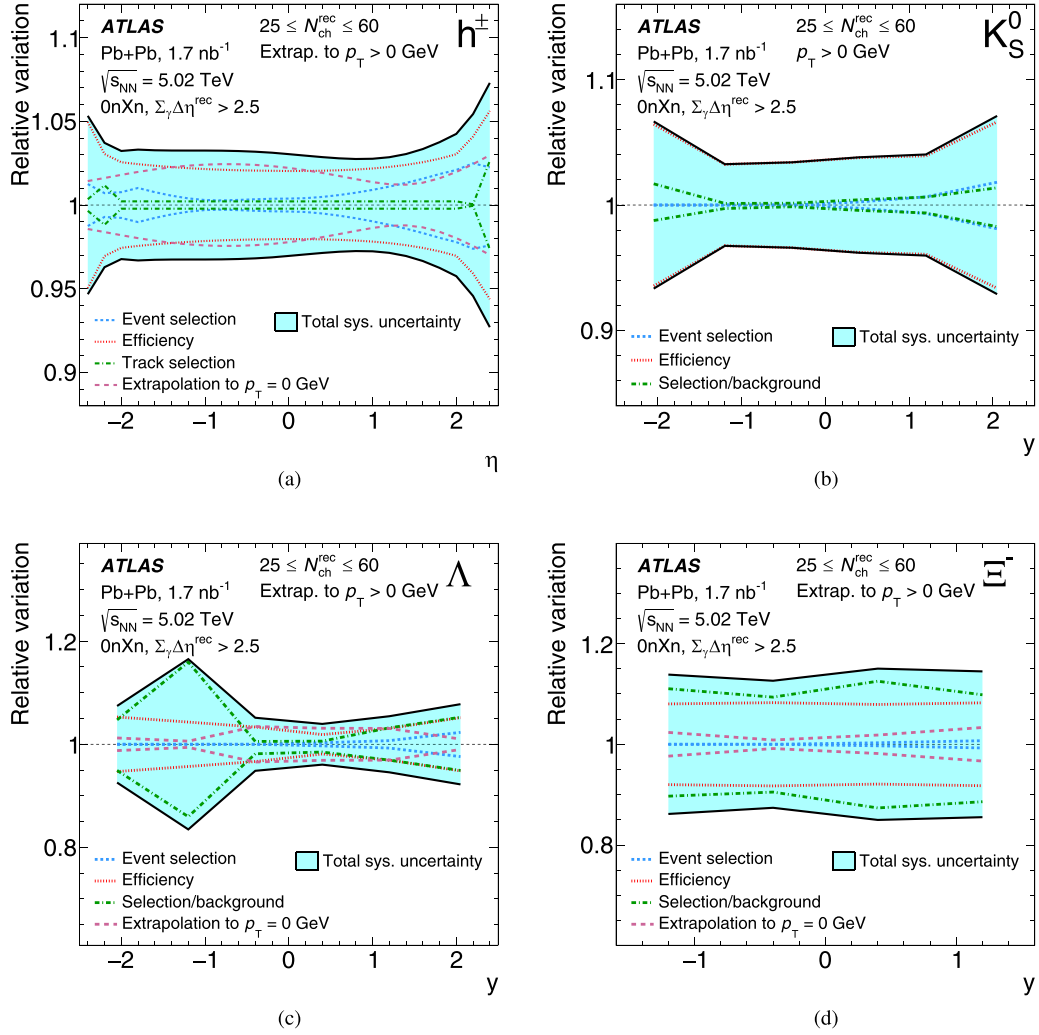 Relative variation
1.1
1.05
1
0.95
0.9
ATLAS
25 ≤ N_ch^rec ≤ 60
h±
Pb+Pb, 1.7 nb⁻¹
Extrap. to p_T > 0 GeV
√s_NN = 5.02 TeV
0nXn, Σ_γΔη^rec > 2.5
Event selection
Efficiency
Track selection
Extrapolation to p_T = 0 GeV
Total sys. uncertainty
−2 −1 0 1 2
η
(a)
Relative variation
1.1
1
0.9
ATLAS
25 ≤ N_ch^rec ≤ 60
K_S^0
Pb+Pb, 1.7 nb⁻¹
p_T > 0 GeV
√s_NN = 5.02 TeV
0nXn, Σ_γΔη^rec > 2.5
Event selection
Efficiency
Selection/background
Total sys. uncertainty
−2 −1 0 1 2
y
(b)
Relative variation
1.2
1
0.8
ATLAS
25 ≤ N_ch^rec ≤ 60
Λ
Pb+Pb, 1.7 nb⁻¹
Extrap. to p_T > 0 GeV
√s_NN = 5.02 TeV
0nXn, Σ_γΔη^rec > 2.5
Event selection
Efficiency
Selection/background
Extrapolation to p_T = 0 GeV
Total sys. uncertainty
−2 −1 0 1 2
y
(c)
Relative variation
1.2
1
0.8
ATLAS
25 ≤ N_ch^rec ≤ 60
Ξ⁻
Pb+Pb, 1.7 nb⁻¹
Extrap. to p_T > 0 GeV
√s_NN = 5.02 TeV
0nXn, Σ_γΔη^rec > 2.5
Event selection
Efficiency
Selection/background
Extrapolation to p_T = 0 GeV
Total sys. uncertainty
−1 0 1
y
(d)